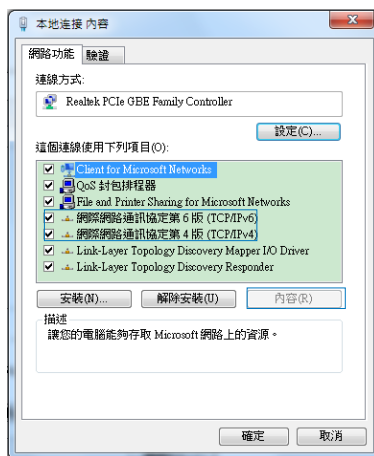 本地连接 內容
網路功能 驗證
連線方式:
Realtek PCIe GBE Family Controller
設定(C)...
這個連線使用下列項目(O):
Client for Microsoft Networks
QoS 封包排程器
File and Printer Sharing for Microsoft Networks
網際網路通訊協定第 6 版 (TCP/IPv6)
網際網路通訊協定第 4 版 (TCP/IPv4)
Link-Layer Topology Discovery Mapper I/O Driver
Link-Layer Topology Discovery Responder
安裝(N)... 解除安裝(U) 內容(R)
描述
讓您的電腦能夠存取 Microsoft 網路上的資源。
確定 取消